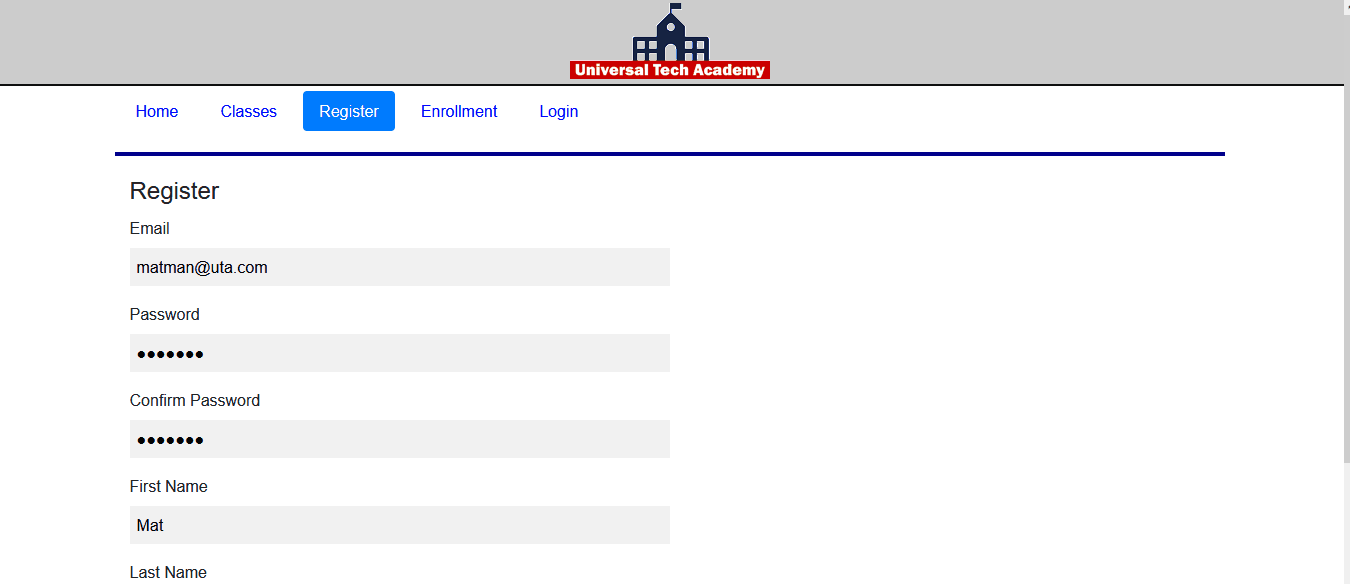 Universal Tech Academy
Home Classes Register Enrollment Login
Register
Email
matman@uta.com
Password
•••••••
Confirm Password
•••••••
First Name
Mat
Last Name